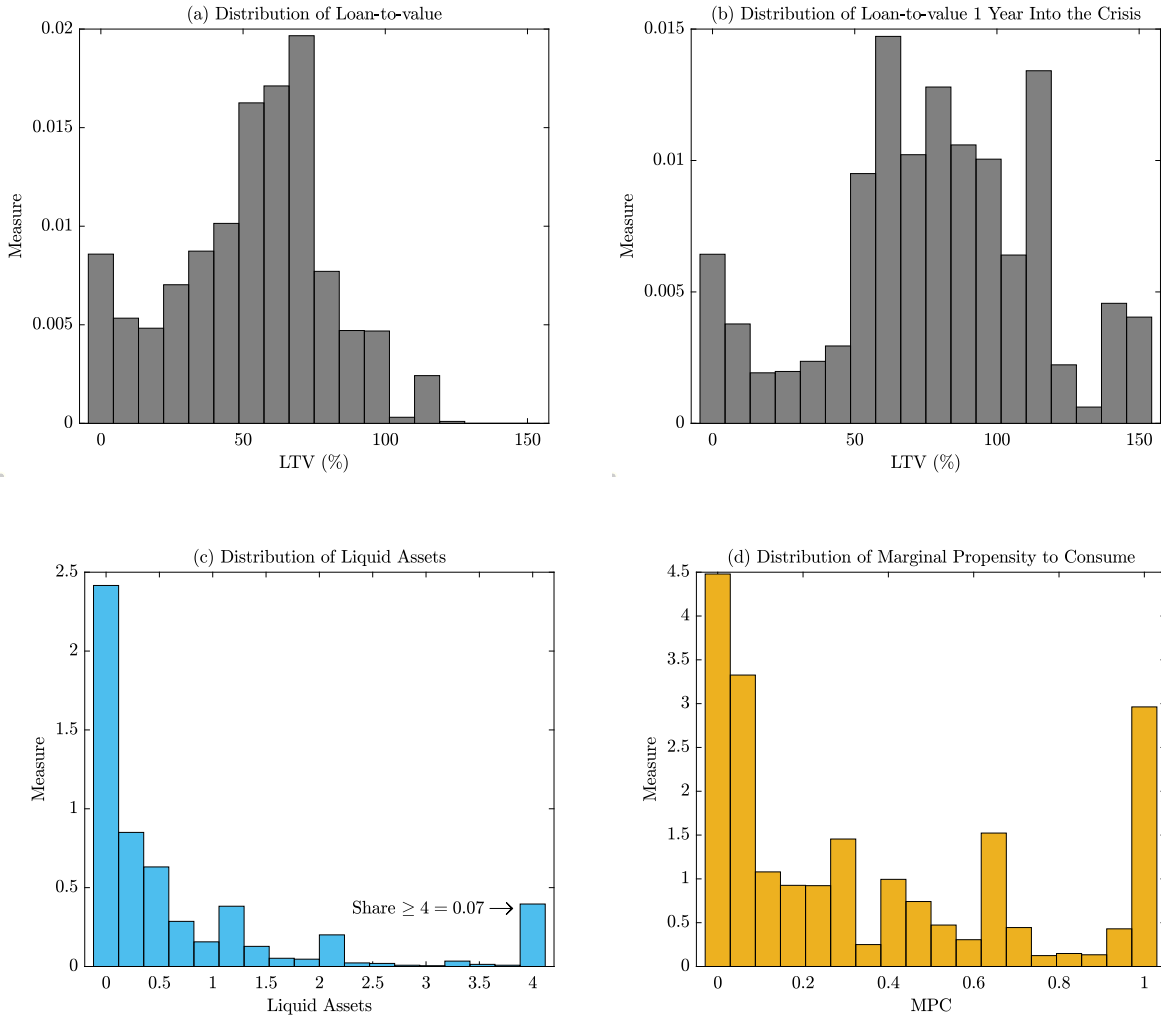 (a) Distribution of Loan-to-value
0.02
0.015
0.01
0.005
0
Measure
0 50 100 150
LTV (%)
(b) Distribution of Loan-to-value 1 Year Into the Crisis
0.015
0.01
0.005
0
Measure
0 50 100 150
LTV (%)
(c) Distribution of Liquid Assets
2.5
2
1.5
1
0.5
0
Measure
Share ≥ 4 = 0.07
0 0.5 1 1.5 2 2.5 3 3.5 4
Liquid Assets
(d) Distribution of Marginal Propensity to Consume
4.5
4
3.5
3
2.5
2
1.5
1
0.5
0
Measure
0 0.2 0.4 0.6 0.8 1
MPC